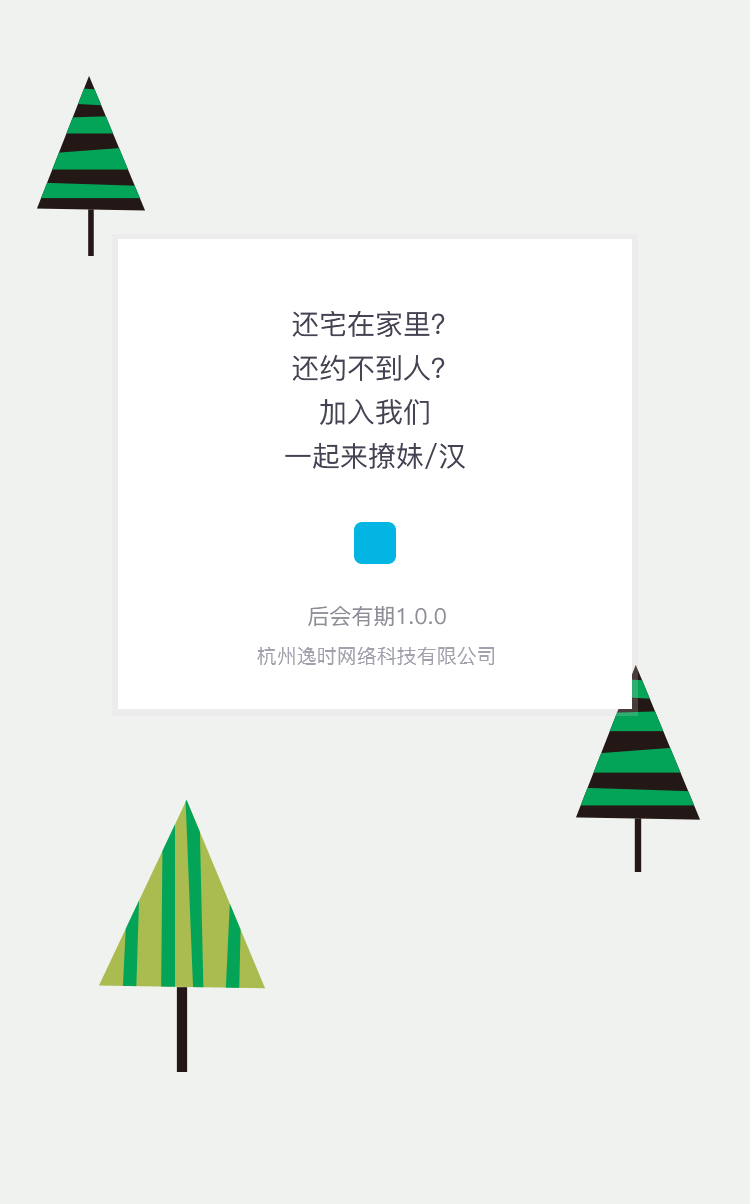 还宅在家里?
还约不到人?
加入我们
一起来撩妹/汉
后会有期1.0.0
杭州逸时网络科技有限公司